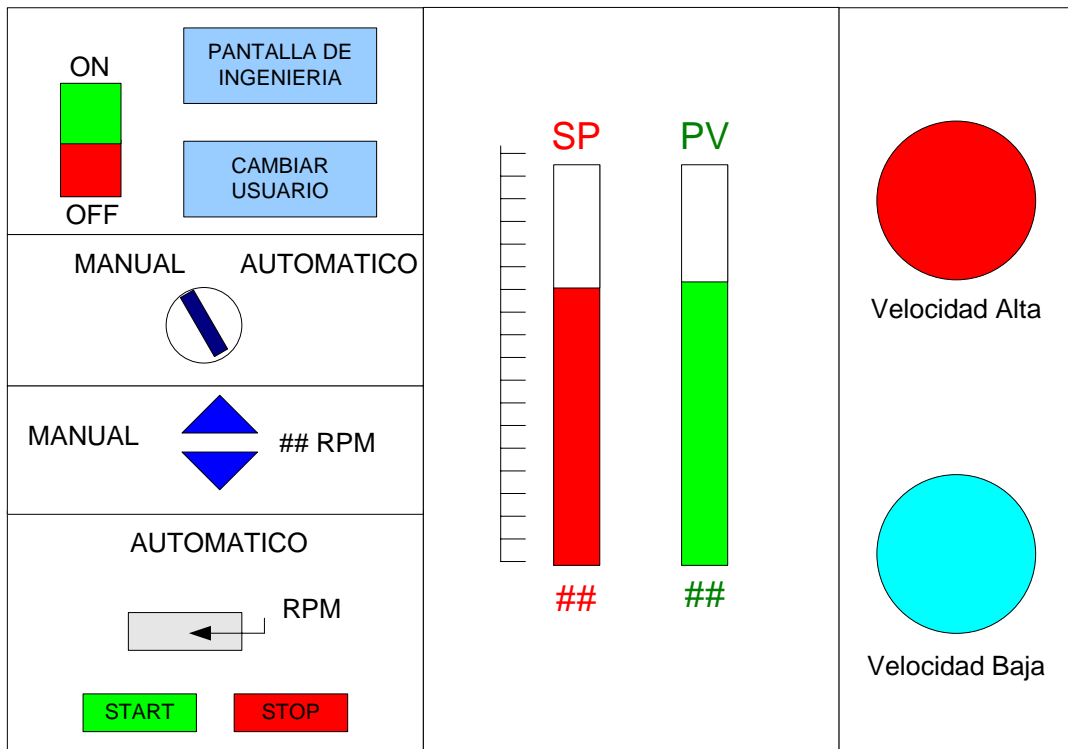 ON
PANTALLA DE
INGENIERIA
CAMBIAR
USUARIO
OFF
MANUAL AUTOMATICO
MANUAL ## RPM
AUTOMATICO
RPM
START STOP
SP PV
## ##
Velocidad Alta
Velocidad Baja